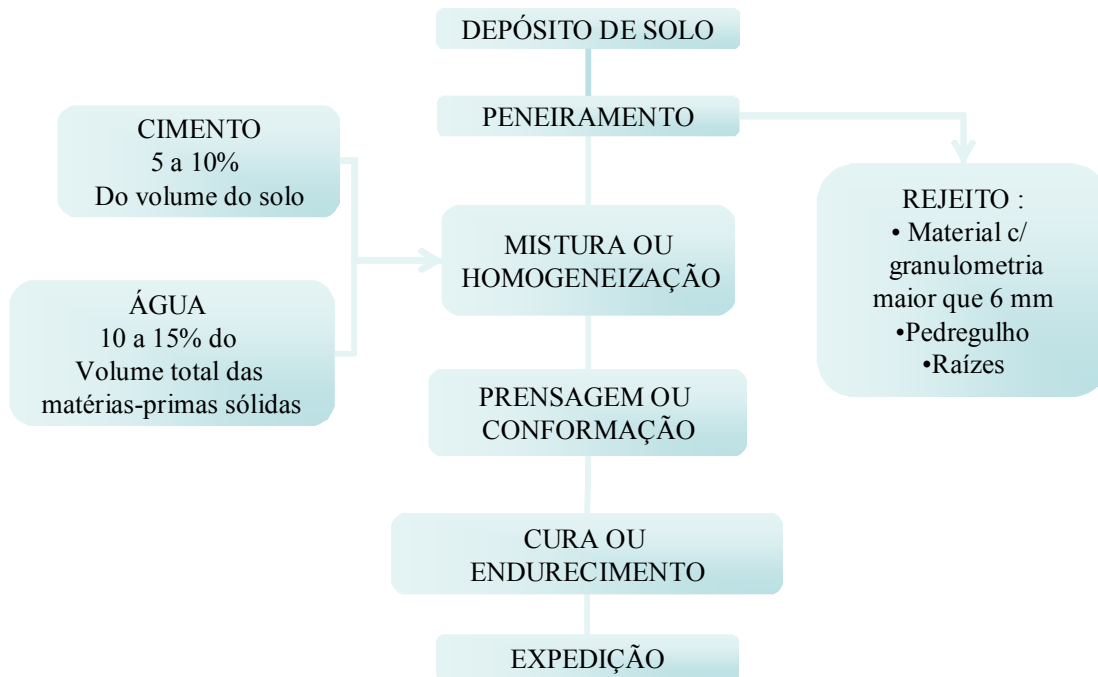 DEPÓSITO DE SOLO
PENEIRAMENTO
CIMENTO
5 a 10%
Do volume do solo
REJEITO :
• Material c/
granulometria
maior que 6 mm
•Pedregulho
•Raízes
MISTURA OU
HOMOGENEIZAÇÃO
ÁGUA
10 a 15% do
Volume total das
matérias-primas sólidas
PRENSAGEM OU
CONFORMAÇÃO
CURA OU
ENDURECIMENTO
EXPEDIÇÃO